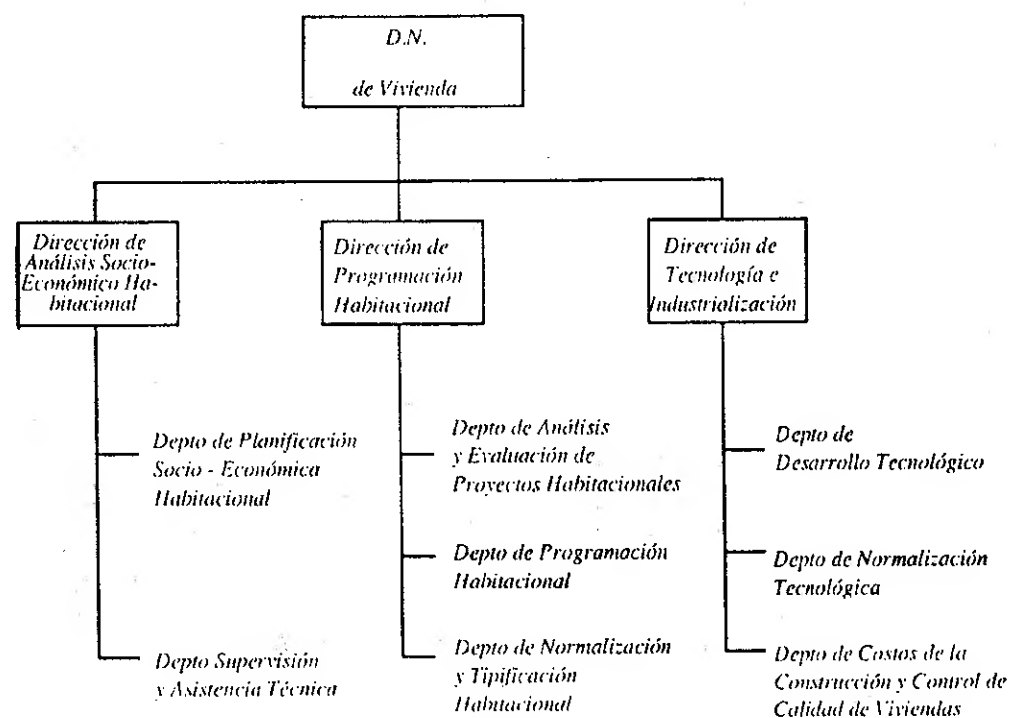 D.N.
de Vivienda
Dirección de
Análisis Socio-
Económico Ha-
bitacional
Dirección de
Programación
Habitacional
Dirección de
Tecnología e
Industrialización
Depto de Planificación
Socio - Económica
Habitacional
Depto Supervisión
y Asistencia Técnica
Depto de Análisis
y Evaluación de
Proyectos Habitacionales
Depto de Programación
Habitacional
Depto de Normalización
y Tipificación
Habitacional
Depto de
Desarrollo Tecnológico
Depto de Normalización
Tecnológica
Depto de Costos de la
Construcción y Control de
Calidad de Viviendas